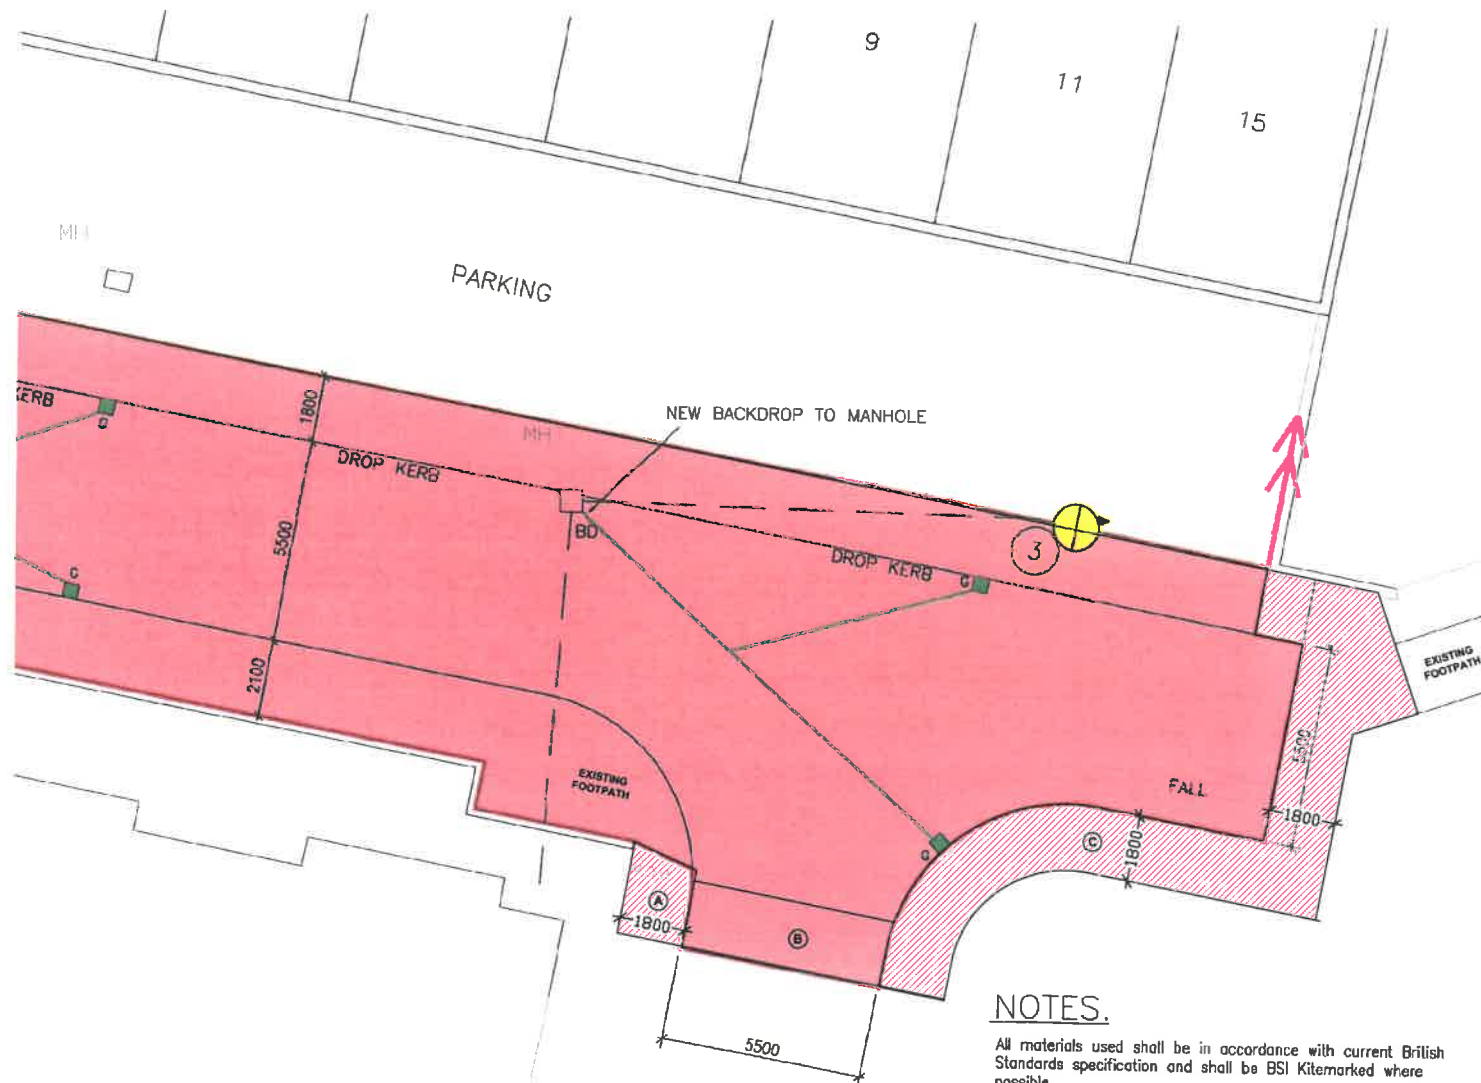 9
11
15
MH
PARKING
KERB
G
1800
DROP KERB
MH
NEW BACKDROP TO MANHOLE
BD
5500
G
2100
3
DROP KERB
G
EXISTING
FOOTPATH
EXISTING
FOOTPATH
5500
FALL
1800
1800
G
C
A
1800
B
5500
NOTES.
All materials used shall be in accordance with current British
Standards specification and shall be BSI Kitemarked where
possible